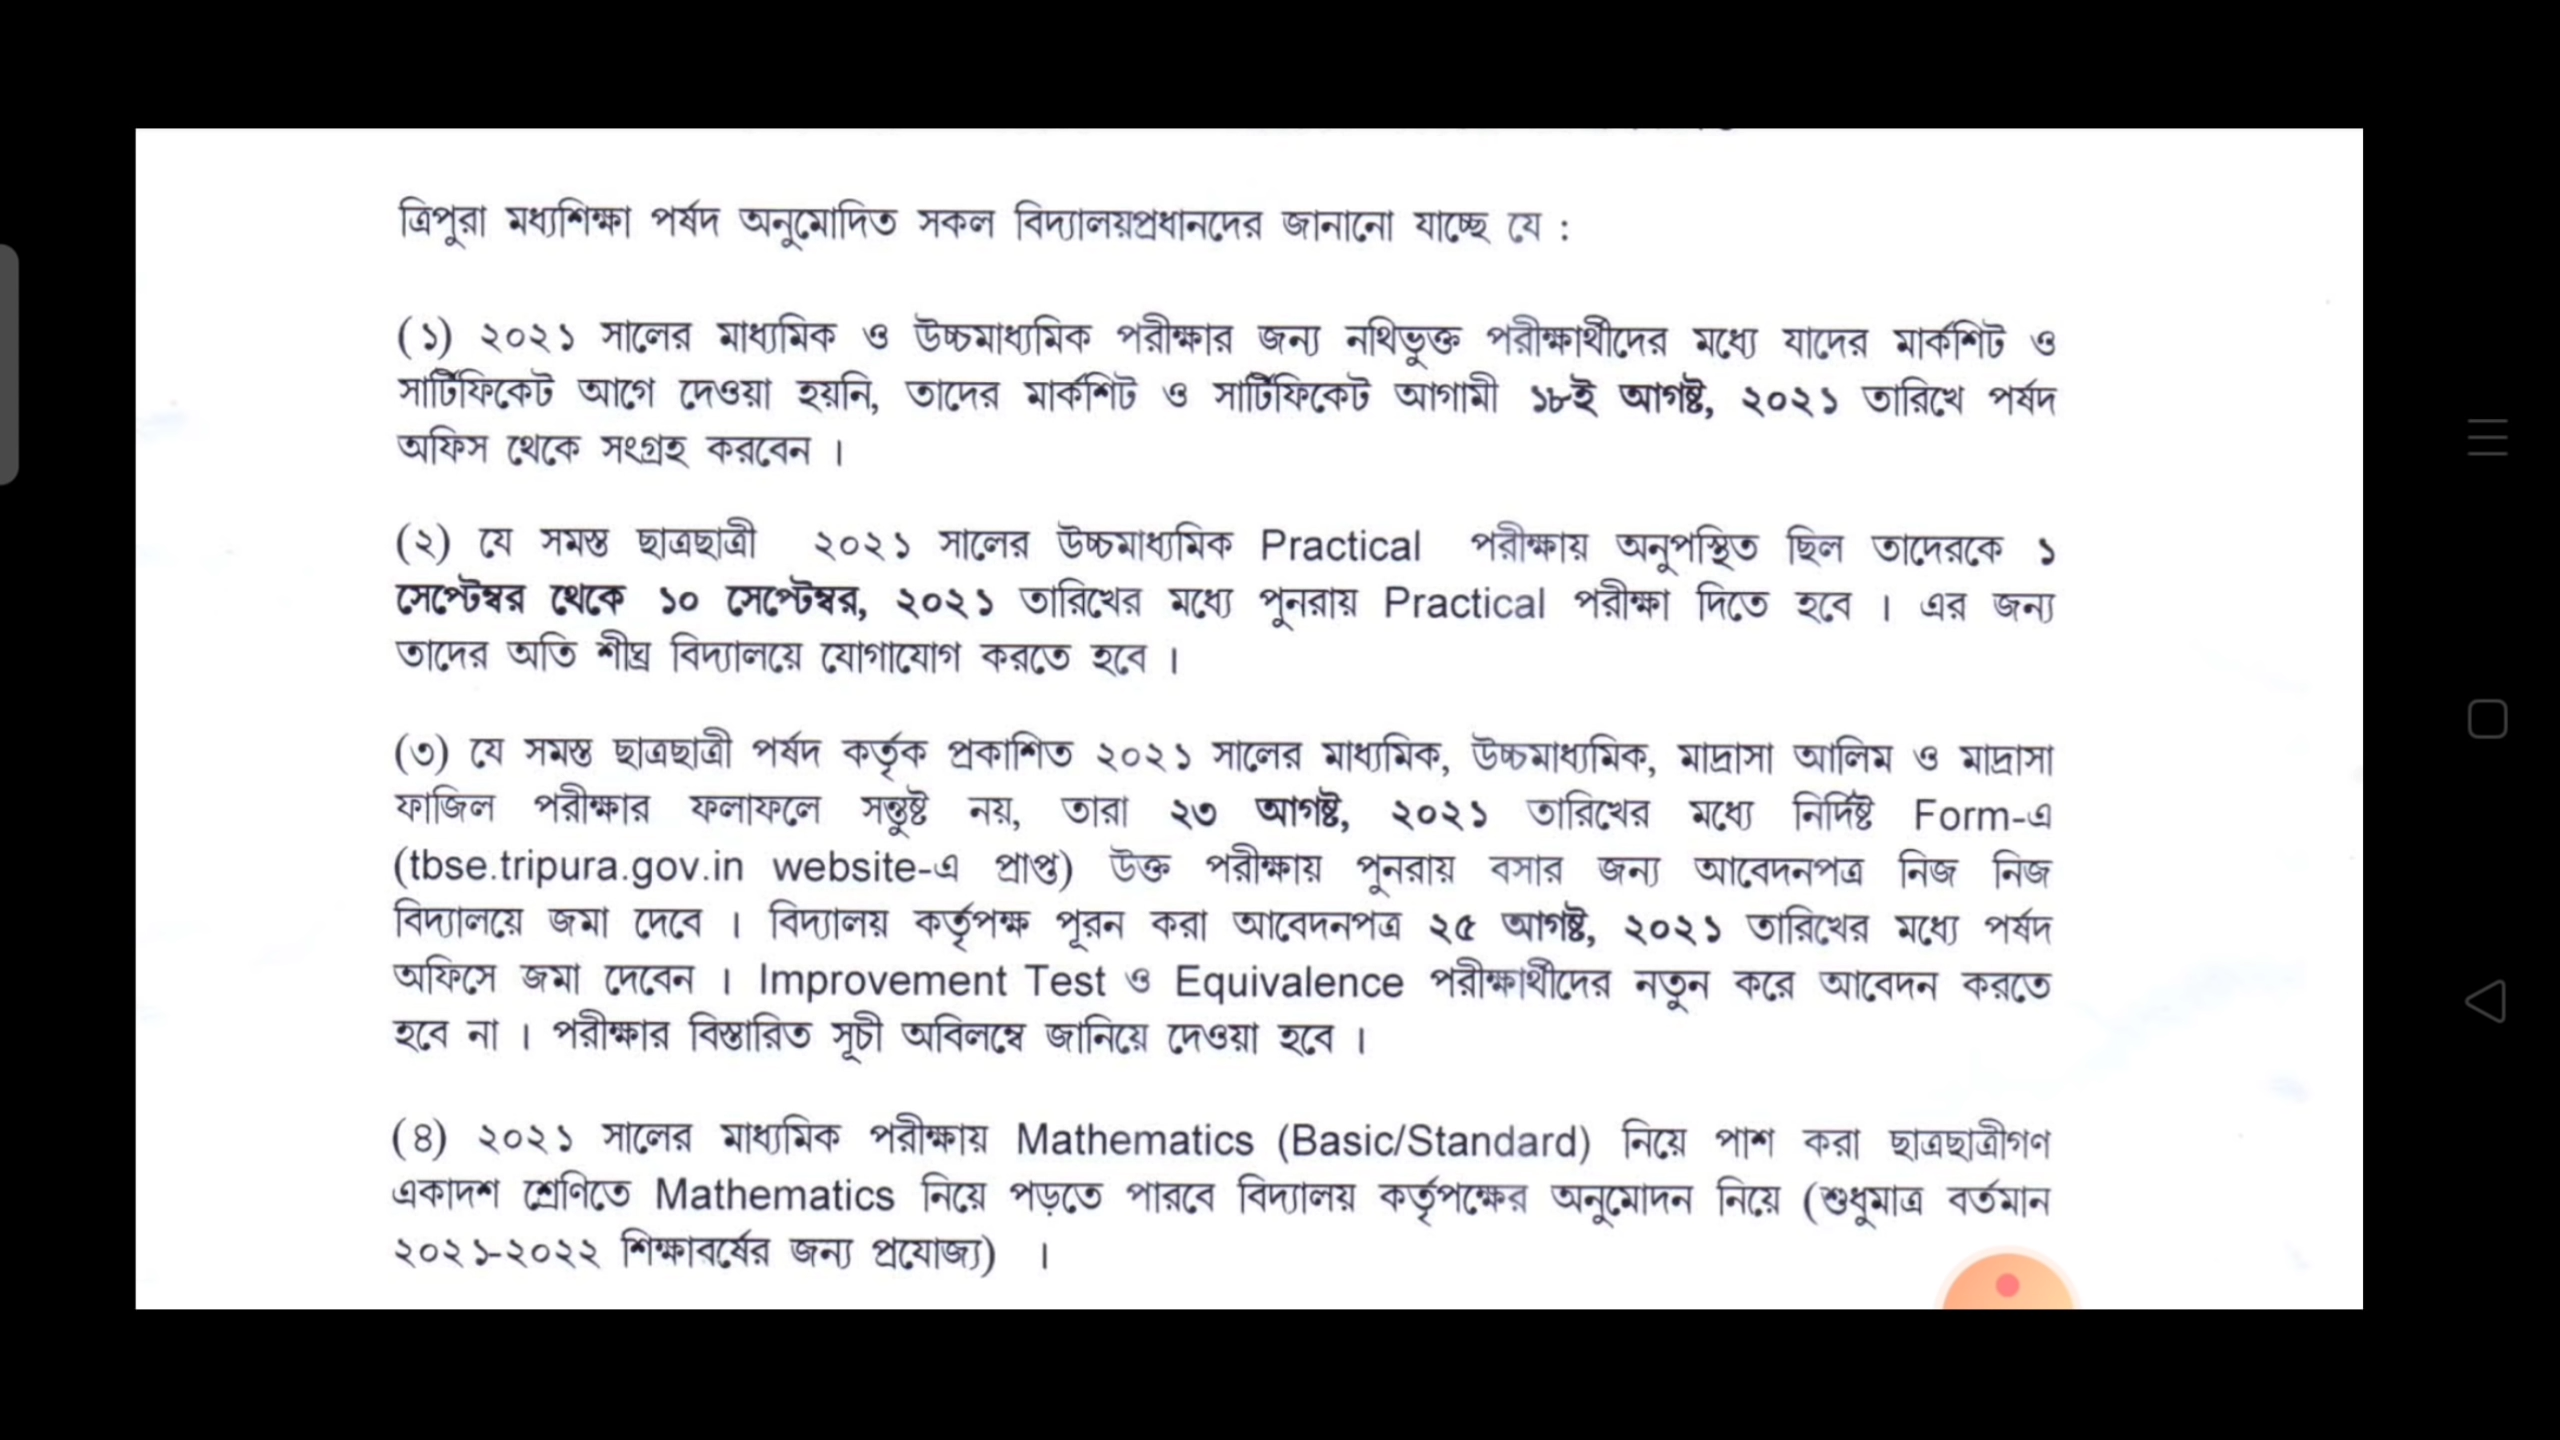 ত্রিপুরা মধ্যশিক্ষা পর্ষদ অনুমোদিত সকল বিদ্যালয়প্রধানদের জানানো যাচ্ছে যে :
(১) ২০২১ সালের মাধ্যমিক ও উচ্চমাধ্যমিক পরীক্ষার জন্য নথিভুক্ত পরীক্ষার্থীদের মধ্যে যাদের মার্কশিট ও
সার্টিফিকেট আগে দেওয়া হয়নি, তাদের মার্কশিট ও সার্টিফিকেট আগামী ১৮ই আগষ্ট, ২০২১ তারিখে পর্ষদ
অফিস থেকে সংগ্রহ করবেন ।
(২) যে সমস্ত ছাত্রছাত্রী ২০২১ সালের উচ্চমাধ্যমিক Practical পরীক্ষায় অনুপস্থিত ছিল তাদেরকে ১
সেপ্টেম্বর থেকে ১০ সেপ্টেম্বর, ২০২১ তারিখের মধ্যে পুনরায় Practical পরীক্ষা দিতে হবে । এর জন্য
তাদের অতি শীঘ্র বিদ্যালয়ে যোগাযোগ করতে হবে ।
(৩) যে সমস্ত ছাত্রছাত্রী পর্ষদ কর্তৃক প্রকাশিত ২০২১ সালের মাধ্যমিক, উচ্চমাধ্যমিক, মাদ্রাসা আলিম ও মাদ্রাসা
ফাজিল পরীক্ষার ফলাফলে সন্তুষ্ট নয়, তারা ২৩ আগষ্ট, ২০২১ তারিখের মধ্যে নির্দিষ্ট Form-এ
(tbse.tripura.gov.in website-এ প্রাপ্ত) উক্ত পরীক্ষায় পুনরায় বসার জন্য আবেদনপত্র নিজ নিজ
বিদ্যালয়ে জমা দেবে । বিদ্যালয় কর্তৃপক্ষ পূরন করা আবেদনপত্র ২৫ আগষ্ট, ২০২১ তারিখের মধ্যে পর্ষদ
অফিসে জমা দেবেন । Improvement Test ও Equivalence পরীক্ষার্থীদের নতুন করে আবেদন করতে
হবে না । পরীক্ষার বিস্তারিত সূচী অবিলম্বে জানিয়ে দেওয়া হবে ।
(৪) ২০২১ সালের মাধ্যমিক পরীক্ষায় Mathematics (Basic/Standard) নিয়ে পাশ করা ছাত্রছাত্রীগণ
একাদশ শ্রেণিতে Mathematics নিয়ে পড়তে পারবে বিদ্যালয় কর্তৃপক্ষের অনুমোদন নিয়ে (শুধুমাত্র বর্তমান
২০২১-২০২২ শিক্ষাবর্ষের জন্য প্রযোজ্য) ।